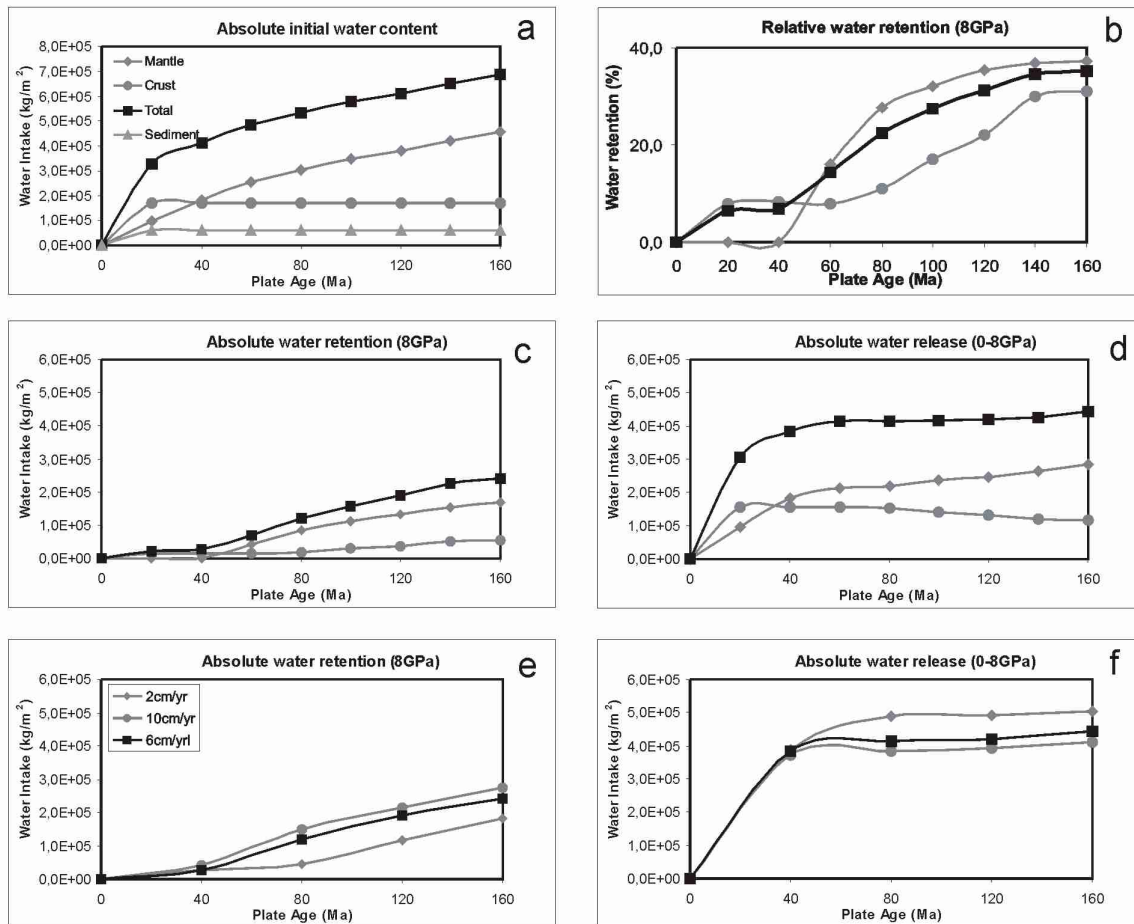 Absolute initial water content
a
Water Intake (kg/m²)
8,0E+05
7,0E+05
6,0E+05
5,0E+05
4,0E+05
3,0E+05
2,0E+05
1,0E+05
0,0E+00
Mantle
Crust
Total
Sediment
0 40 80 120 160
Plate Age (Ma)
Relative water retention (8GPa)
b
Water retention (%)
40,0
20,0
0,0
0 20 40 60 80 100 120 140 160
Plate Age (Ma)
Absolute water retention (8GPa)
c
Water Intake (kg/m²)
6,0E+05
5,0E+05
4,0E+05
3,0E+05
2,0E+05
1,0E+05
0,0E+00
0 40 80 120 160
Plate Age (Ma)
Absolute water release (0-8GPa)
d
Water Intake (kg/m²)
6,0E+05
5,0E+05
4,0E+05
3,0E+05
2,0E+05
1,0E+05
0,0E+00
0 40 80 120 160
Plate Age (Ma)
Absolute water retention (8GPa)
e
Water Intake (kg/m²)
6,0E+05
5,0E+05
4,0E+05
3,0E+05
2,0E+05
1,0E+05
0,0E+00
2cm/yr
10cm/yr
6cm/yrl
0 40 80 120 160
Plate Age (Ma)
Absolute water release (0-8GPa)
f
Water Intake (kg/m²)
6,0E+05
5,0E+05
4,0E+05
3,0E+05
2,0E+05
1,0E+05
0,0E+00
0 40 80 120 160
Plate Age (Ma)